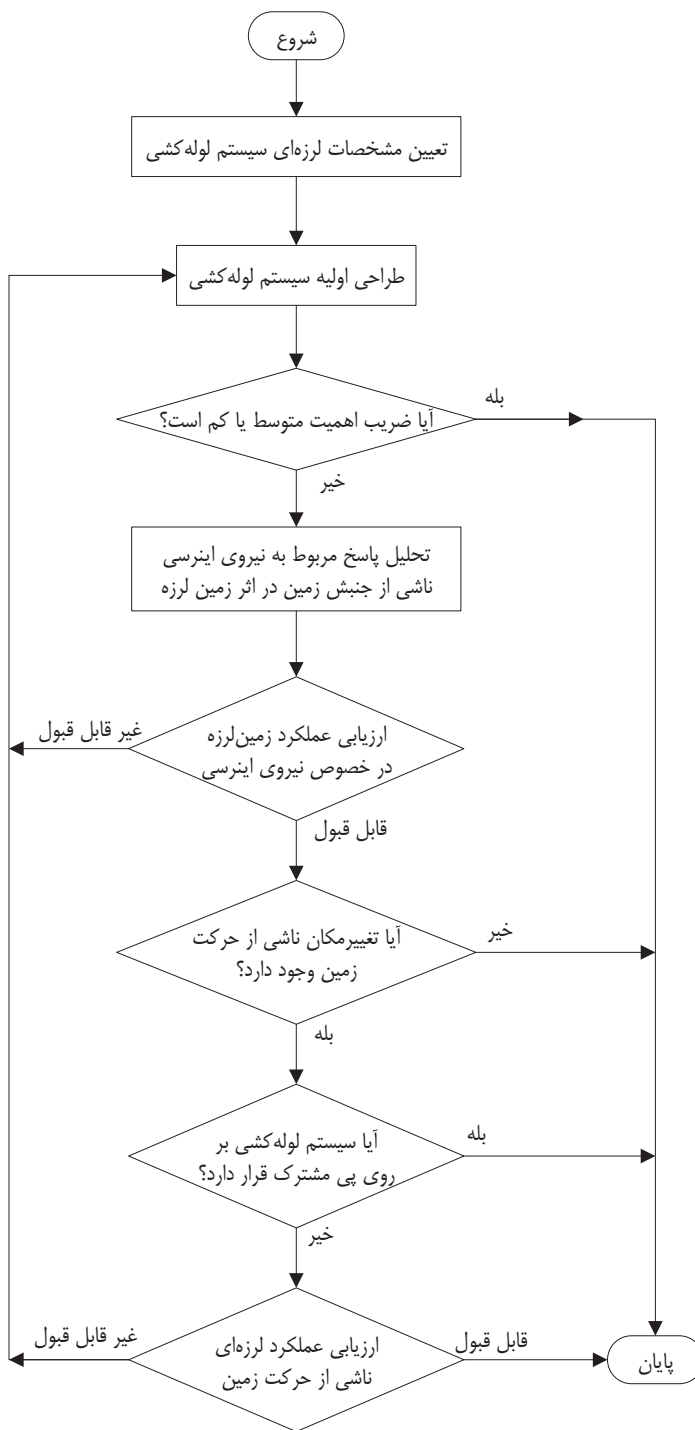 شروع
تعیین مشخصات لرزه‌ای سیستم لوله‌کشی
طراحی اولیه سیستم لوله‌کشی
آیا ضریب اهمیت متوسط یا کم است؟
بله
خیر
تحلیل پاسخ مربوط به نیروی اینرسی
ناشی از جنبش زمین در اثر زمین لرزه
ارزیابی عملکرد زمین‌لرزه
در خصوص نیروی اینرسی
غیر قابل قبول
قابل قبول
آیا تغییرمکان ناشی از حرکت
زمین وجود دارد؟
خیر
بله
آیا سیستم لوله‌کشی بر
روی پی مشترک قرار دارد؟
بله
خیر
ارزیابی عملکرد لرزه‌ای
ناشی از حرکت زمین
غیر قابل قبول
قابل قبول
پایان